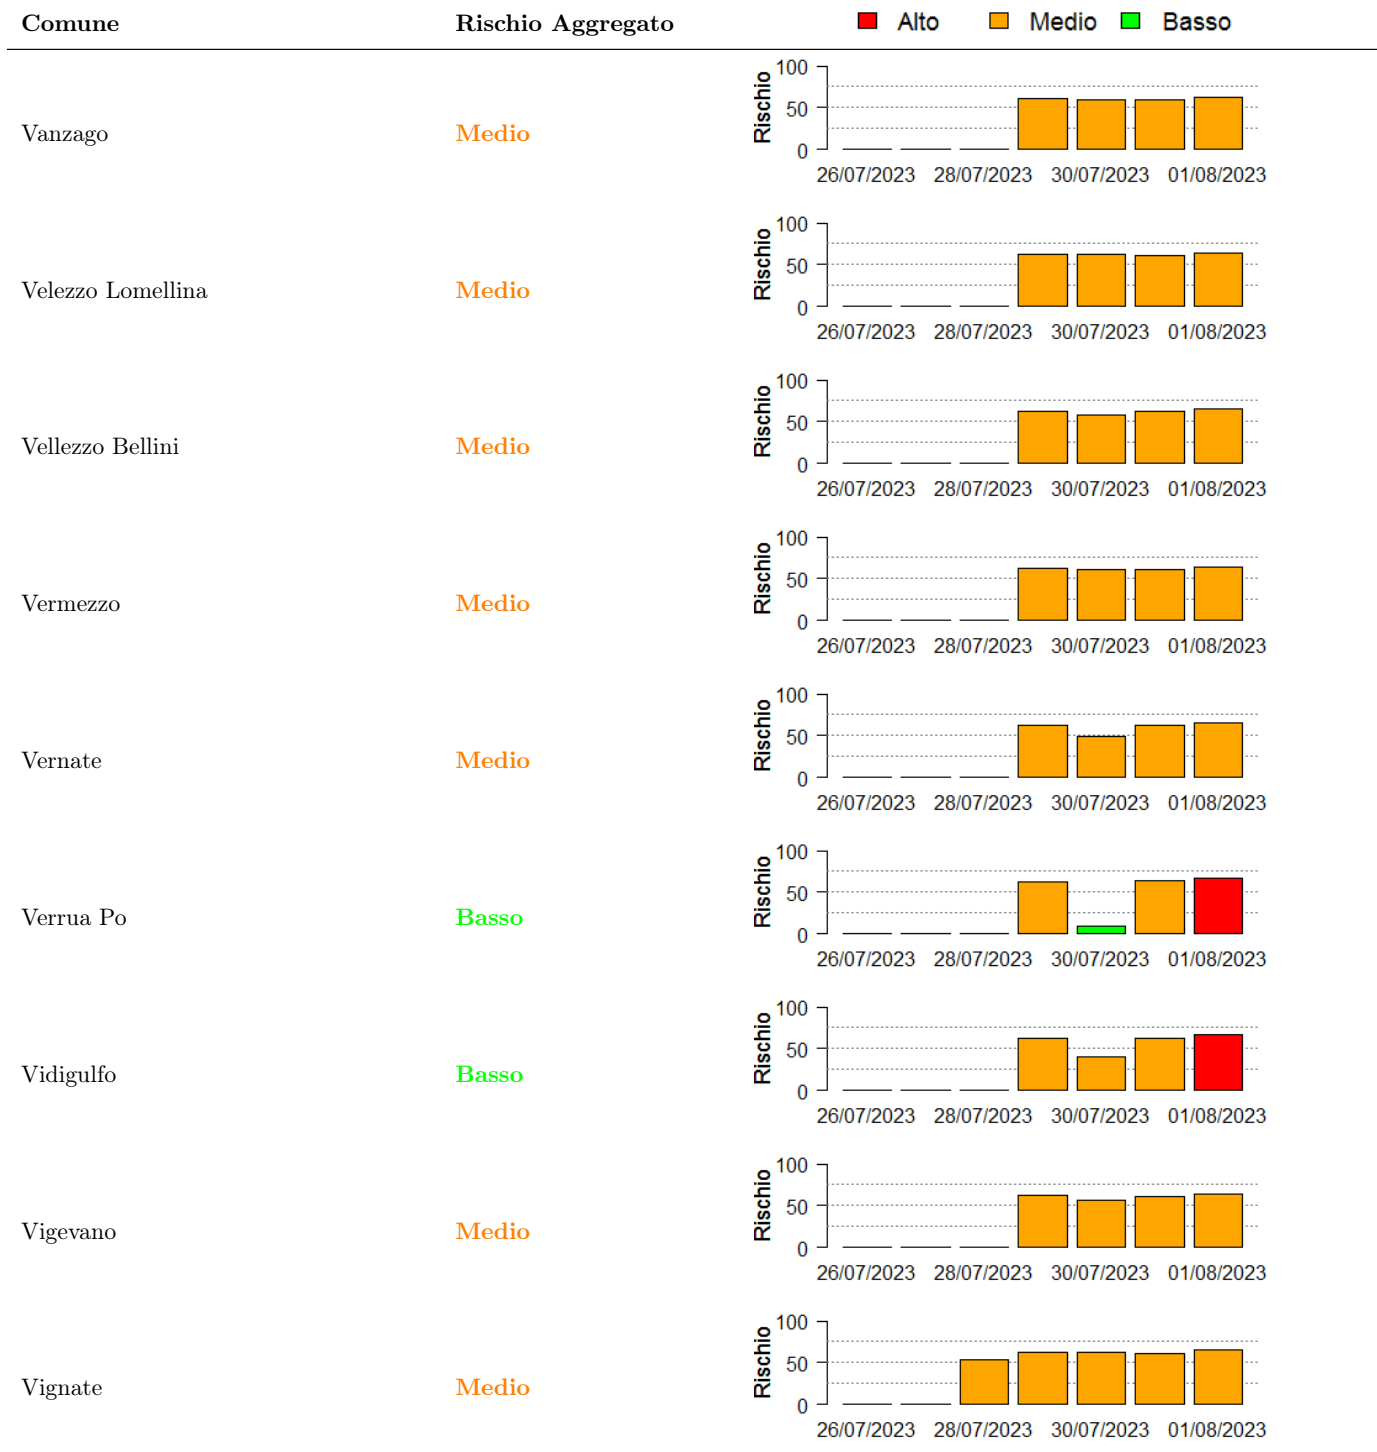 Comune Rischio Aggregato Alto Medio Basso
Vanzago Medio
Rischio
100
50
0
26/07/2023 28/07/2023 30/07/2023 01/08/2023
Velezzo Lomellina Medio
Rischio
100
50
0
26/07/2023 28/07/2023 30/07/2023 01/08/2023
Vellezzo Bellini Medio
Rischio
100
50
0
26/07/2023 28/07/2023 30/07/2023 01/08/2023
Vermezzo Medio
Rischio
100
50
0
26/07/2023 28/07/2023 30/07/2023 01/08/2023
Vernate Medio
Rischio
100
50
0
26/07/2023 28/07/2023 30/07/2023 01/08/2023
Verrua Po Basso
Rischio
100
50
0
26/07/2023 28/07/2023 30/07/2023 01/08/2023
Vidigulfo Basso
Rischio
100
50
0
26/07/2023 28/07/2023 30/07/2023 01/08/2023
Vigevano Medio
Rischio
100
50
0
26/07/2023 28/07/2023 30/07/2023 01/08/2023
Vignate Medio
Rischio
100
50
0
26/07/2023 28/07/2023 30/07/2023 01/08/2023